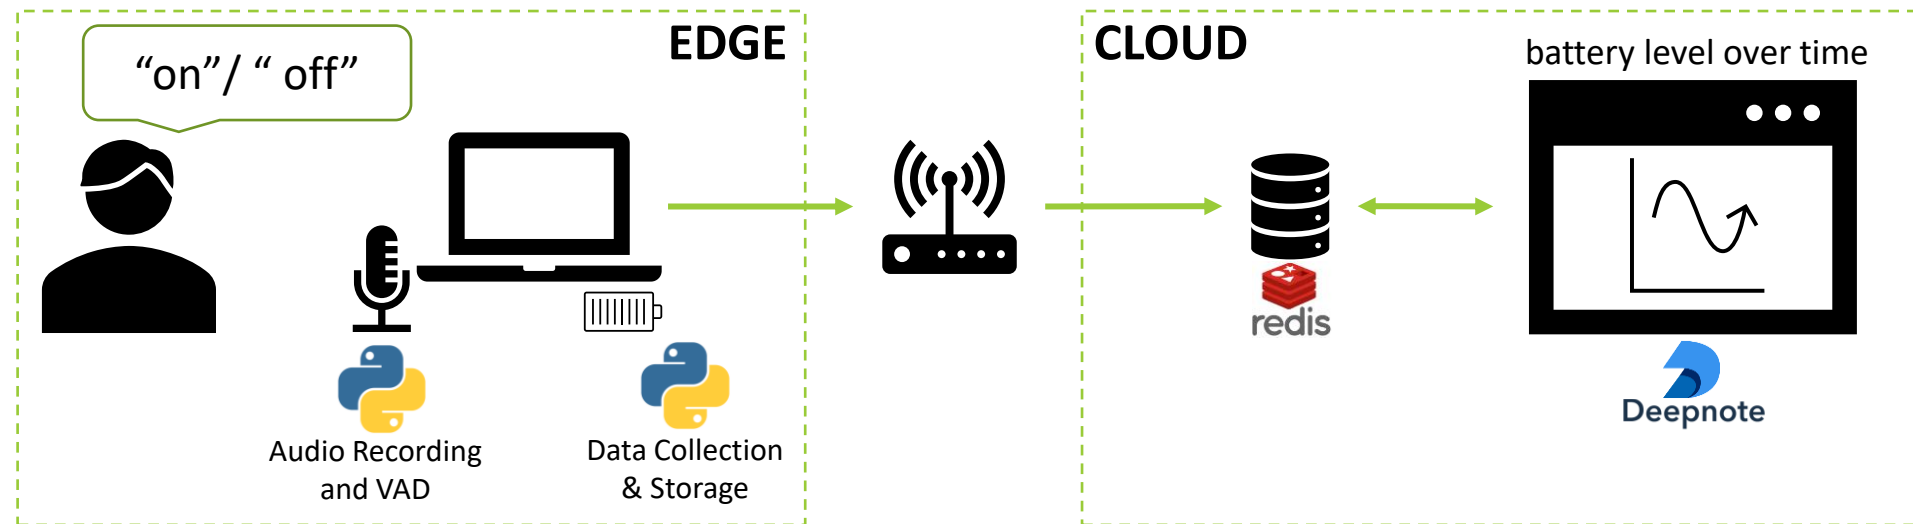 EDGE
“on”/ “ off”
Audio Recording
and VAD
Data Collection
& Storage
CLOUD
redis
battery level over time
Deepnote